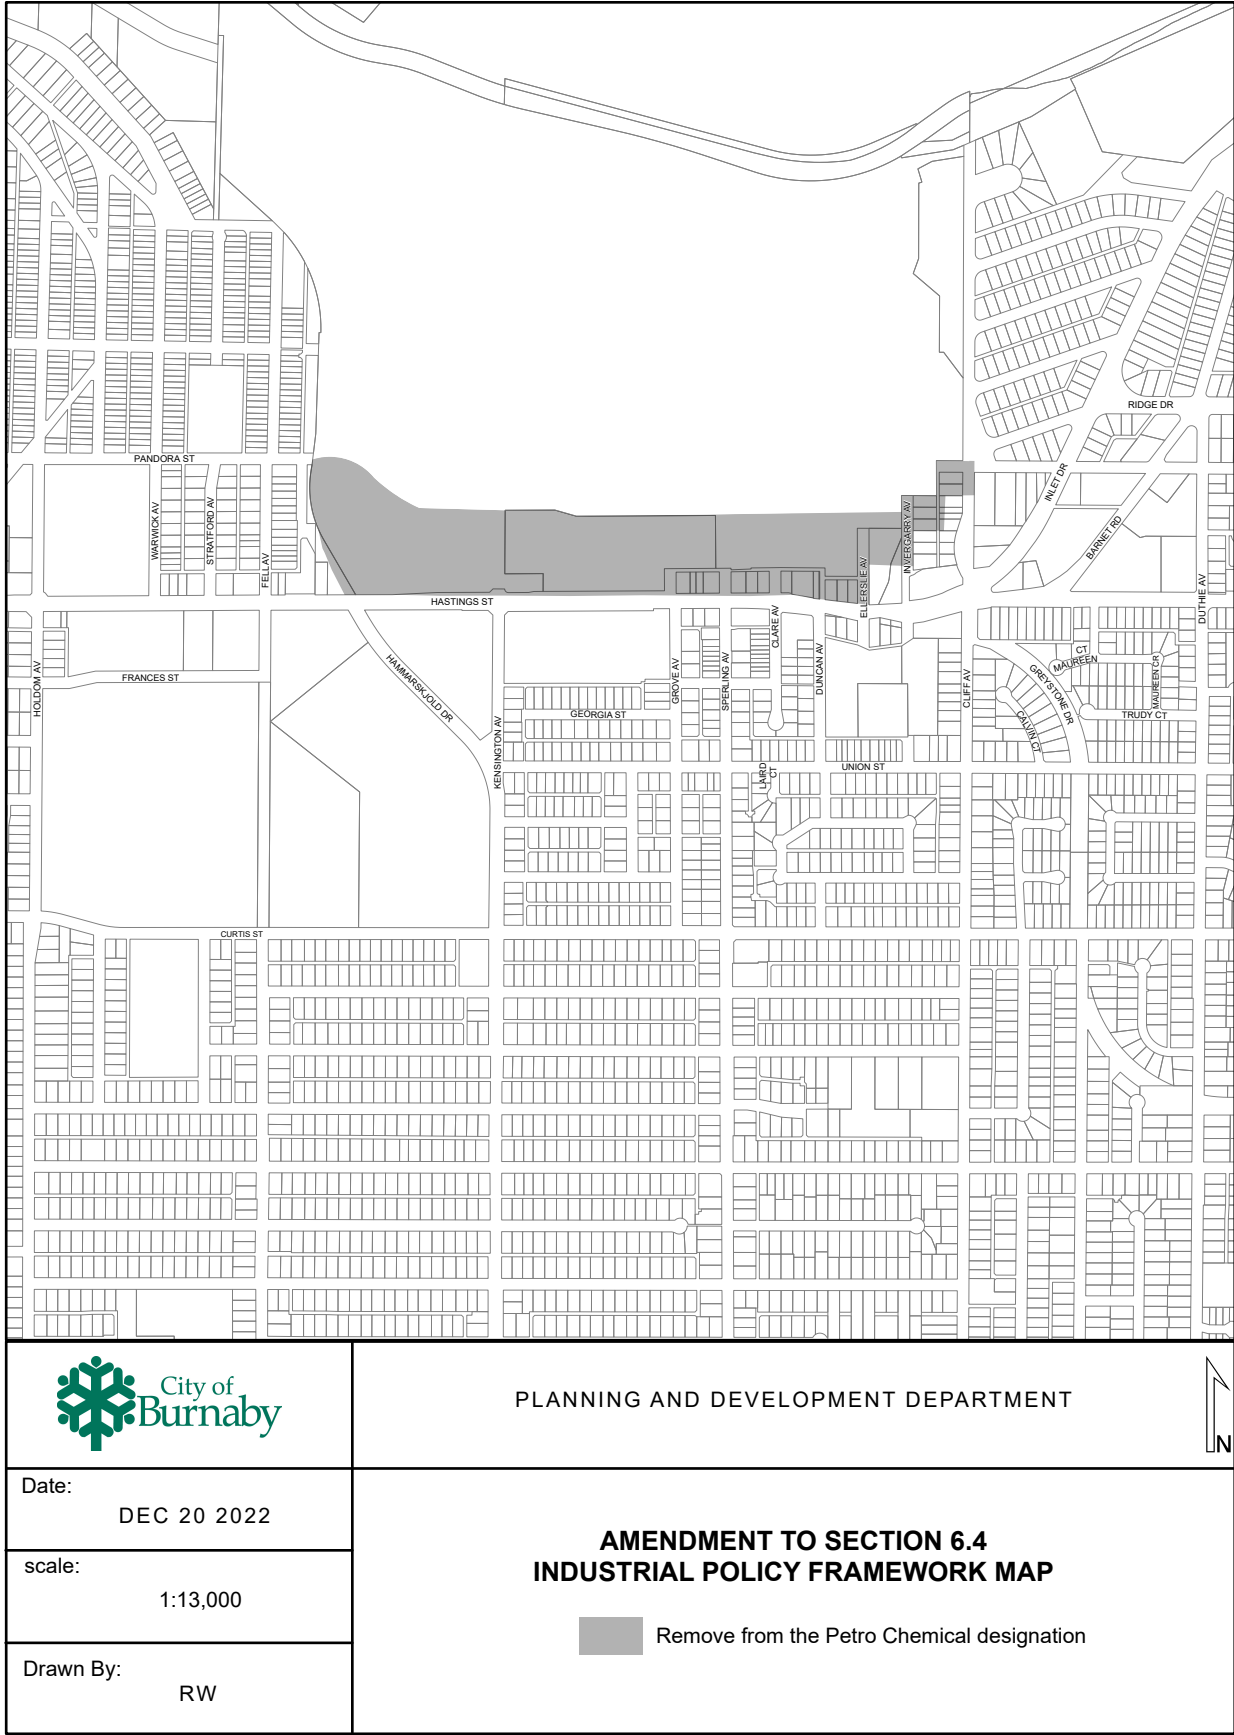 RIDGE DR
PANDORA ST
INLET DR
WARWICK AV
STRATFORD AV
FELL AV
INVERGARRY AV
BARNET RD
ELLERSLIE AV
DUTHIE AV
HASTINGS ST
CLARE AV
HOLDOM AV
FRANCES ST
HAMMARSKJOLD DR
GROVE AV
SPERLING AV
DUNCAN AV
CLIFF AV
CT
MAUREEN
MAUREEN CR
GREYSTONE DR
KENSINGTON AV
GEORGIA ST
CALVIN CT
TRUDY CT
LAIRD
CT
UNION ST
CURTIS ST
City of
Burnaby
PLANNING AND DEVELOPMENT DEPARTMENT
N
Date:
DEC 20 2022
scale:
1:13,000
Drawn By:
RW
AMENDMENT TO SECTION 6.4
INDUSTRIAL POLICY FRAMEWORK MAP
Remove from the Petro Chemical designation